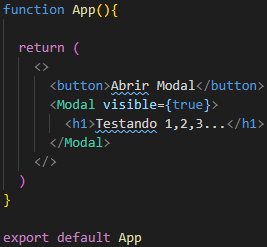 function App(){

  return (
    <>
      <button>Abrir Modal</button>
      <Modal visible={true}>
        <h1>Testando 1,2,3...</h1>
      </Modal>
    </>
  )
}

export default App